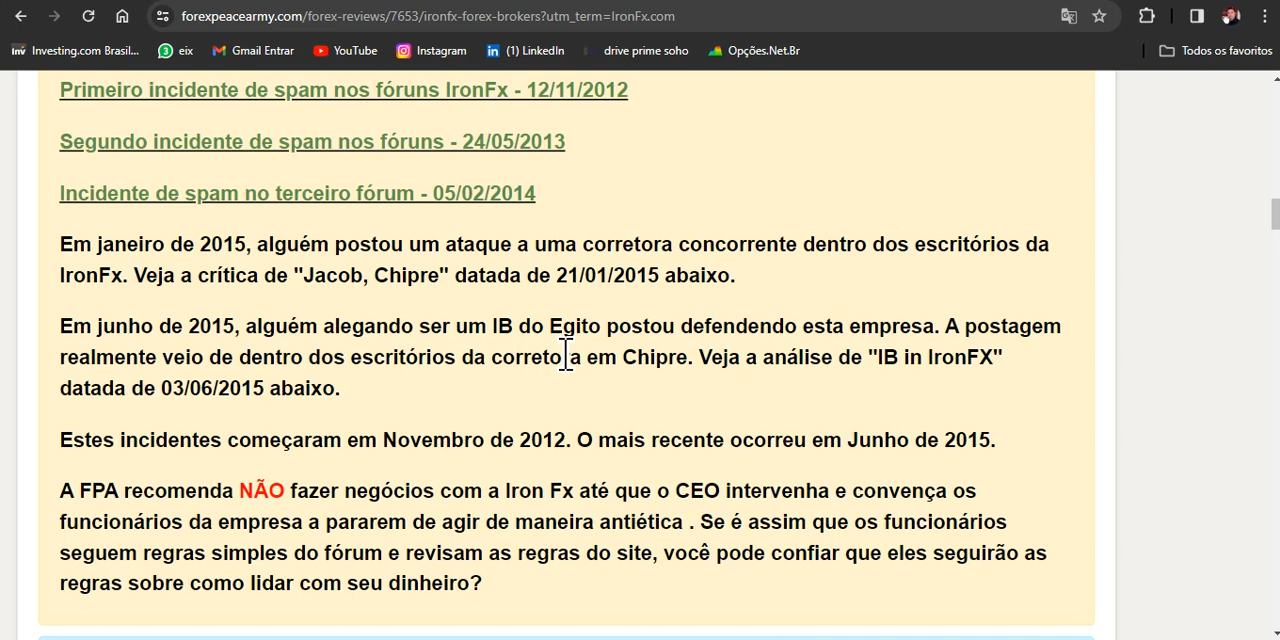 forexpeacearmy.com/forex-reviews/7653/ironfx-forex-brokers?utm_term=IronFx.com
inv Investing.com Brasil... 3 eix Gmail Entrar YouTube Instagram in (1) LinkedIn drive prime soho Opções.Net.Br Todos os favoritos
Primeiro incidente de spam nos fóruns IronFx - 12/11/2012
Segundo incidente de spam nos fóruns - 24/05/2013
Incidente de spam no terceiro fórum - 05/02/2014
Em janeiro de 2015, alguém postou um ataque a uma corretora concorrente dentro dos escritórios da
IronFx. Veja a crítica de "Jacob, Chipre" datada de 21/01/2015 abaixo.
Em junho de 2015, alguém alegando ser um IB do Egito postou defendendo esta empresa. A postagem
realmente veio de dentro dos escritórios da corretora em Chipre. Veja a análise de "IB in IronFX"
datada de 03/06/2015 abaixo.
Estes incidentes começaram em Novembro de 2012. O mais recente ocorreu em Junho de 2015.
A FPA recomenda NÃO fazer negócios com a Iron Fx até que o CEO intervenha e convença os
funcionários da empresa a pararem de agir de maneira antiética . Se é assim que os funcionários
seguem regras simples do fórum e revisam as regras do site, você pode confiar que eles seguirão as
regras sobre como lidar com seu dinheiro?